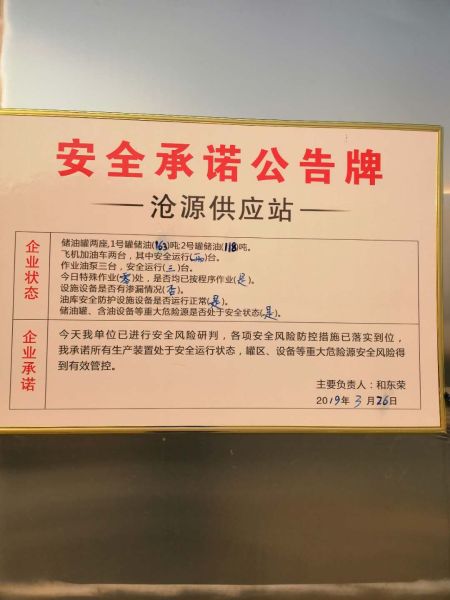 安全承诺公告牌
沧源供应站
企业状态
储油罐两座,1号罐储油(163)吨;2号罐储油(118)吨。
飞机加油车两台，其中安全运行(两)台。
作业油泵三台，安全运行(三)台。
今日特殊作业(零)处，是否均已按程序作业(是)。
设施设备是否有渗漏情况(否)。
油库安全防护设施设备是否运行正常(是)。
储油罐、含油设备等重大危险源是否处于安全状态(是)。
企业承诺
今天我单位已进行安全风险研判，各项安全风险防控措施已落实到位，
我承诺所有生产装置处于安全运行状态，罐区、设备等重大危险源安全风险得
到有效管控。
主要负责人：和东荣
2019年3月26日